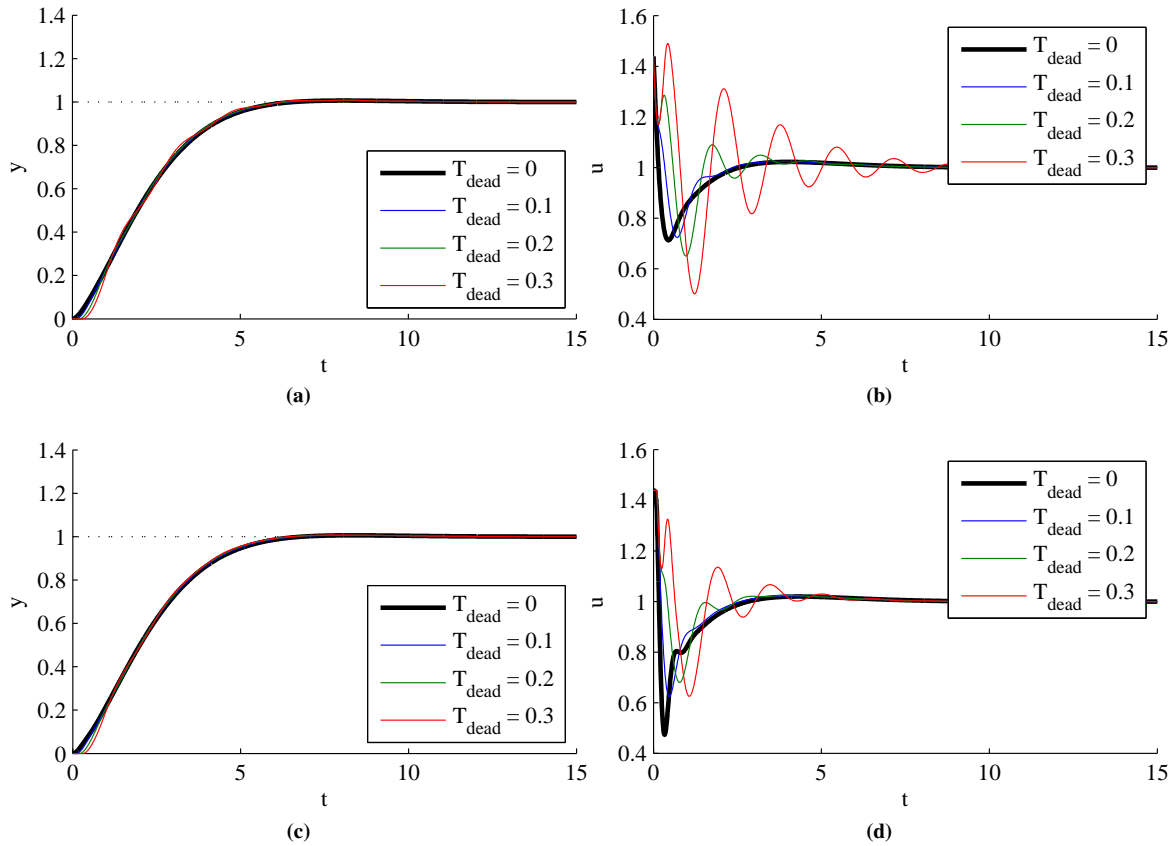 1.4
1.2
1
0.8
0.6
0.4
0.2
0
y
0
5
10
15
t
T_dead = 0
T_dead = 0.1
T_dead = 0.2
T_dead = 0.3
(a)
1.6
1.4
1.2
1
0.8
0.6
0.4
u
0
5
10
15
t
T_dead = 0
T_dead = 0.1
T_dead = 0.2
T_dead = 0.3
(b)
1.4
1.2
1
0.8
0.6
0.4
0.2
0
y
0
5
10
15
t
T_dead = 0
T_dead = 0.1
T_dead = 0.2
T_dead = 0.3
(c)
1.6
1.4
1.2
1
0.8
0.6
0.4
u
0
5
10
15
t
T_dead = 0
T_dead = 0.1
T_dead = 0.2
T_dead = 0.3
(d)